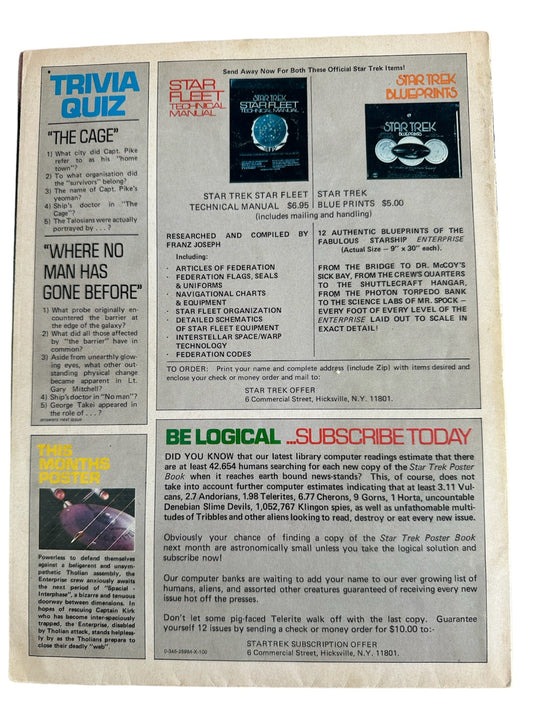 TRIVIA
QUIZ
"THE CAGE"
1) What city did Capt. Pike
refer to as his "home
town"?
2) To what organisation did
the "survivors" belong?
3) The name of Capt. Pike's
yeoman?
4) Ship's doctor in "The
Cage"?
5) The Talosians were actually
portrayed by . . . ?
"WHERE NO
MAN HAS
GONE BEFORE"
1) What probe originally en-
countered the barrier at
the edge of the galaxy?
2) What did all those affected
by "the barrier" have in
common?
3) Aside from unearthly glow-
ing eyes, what other out-
standing physical change
became apparent in Lt.
Gary Mitchell?
4) Ship's doctor in "No man"?
5) George Takei appeared in
the role of . . . ?
answers next issue
THIS
MONTHS
POSTER
Powerless to defend themselves
against a beligerent and unsym-
pathetic Tholian assembly, the
Enterprise crew anxiously awaits
the next period of "Spacial -
Interphase", a bizarre and tenuous
doorway between dimensions. In
hopes of rescuing Captain Kirk
who has become inter-spaciously
trapped, the Enterprise, disabled
by Tholian attack, stands helpless-
ly by as the Tholians prepare to
close their deadly "web".
Send Away Now For Both These Official Star Trek Items!
STAR
FLEET
TECHNICAL
MANUAL
STAR TREK
STAR FLEET
TECHNICAL MANUAL
STAR TREK
BLUEPRINTS
STAR TREK
BLUEPRINTS
STAR TREK STAR FLEET
TECHNICAL MANUAL $6.95
STAR TREK
BLUE PRINTS $5.00
(includes mailing and handling)
RESEARCHED AND COMPILED BY
FRANZ JOSEPH
Including:
· ARTICLES OF FEDERATION
· FEDERATION FLAGS, SEALS
& UNIFORMS
· NAVIGATIONAL CHARTS
& EQUIPMENT
· STAR FLEET ORGANIZATION
· DETAILED SCHEMATICS
OF STAR FLEET EQUIPMENT
· INTERSTELLAR SPACE/WARP
TECHNOLOGY
· FEDERATION CODES
12 AUTHENTIC BLUEPRINTS OF THE
FABULOUS STARSHIP ENTERPRISE
(Actual Size – 9" x 30" each).
FROM THE BRIDGE TO DR. McCOY'S
SICK BAY, FROM THE CREW'S QUARTERS
TO THE SHUTTLECRAFT HANGAR,
FROM THE PHOTON TORPEDO BANK
TO THE SCIENCE LABS OF MR. SPOCK –
EVERY FOOT OF EVERY LEVEL OF THE
ENTERPRISE LAID OUT TO SCALE IN
EXACT DETAIL!
TO ORDER: Print your name and complete address (include Zip) with items desired and
enclose your check or money order and mail to:
STAR TREK OFFER
6 Commercial Street, Hicksville, N.Y. 11801.
BE LOGICAL ...SUBSCRIBE TODAY
DID YOU KNOW that our latest library computer readings estimate that there
are at least 42.654 humans searching for each new copy of the Star Trek Poster
Book when it reaches earth bound news-stands? This, of course, does not
take into account further computer estimates indicating that at least 3.11 Vul-
cans, 2.7 Andorians, 1.98 Telerites, 6.77 Cherons, 9 Gorns, 1 Horta, uncountable
Denebian Slime Devils, 1,052,767 Klingon spies, as well as unfathomable multi-
tudes of Tribbles and other aliens looking to read, destroy or eat every new issue.
Obviously your chance of finding a copy of the Star Trek Poster Book
next month are astronomically small unless you take the logical solution and
subscribe now!
Our computer banks are waiting to add your name to our ever growing list of
humans, aliens, and assorted other creatures guaranteed of receiving every new
issue hot off the presses.
Don't let some pig-faced Telerite walk off with the last copy. Guarantee
yourself 12 issues by sending a check or money order for $10.00 to:-
STARTREK SUBSCRIPTION OFFER
6 Commercial Street, Hicksville, N.Y. 11801.
0-345-25984-X-100